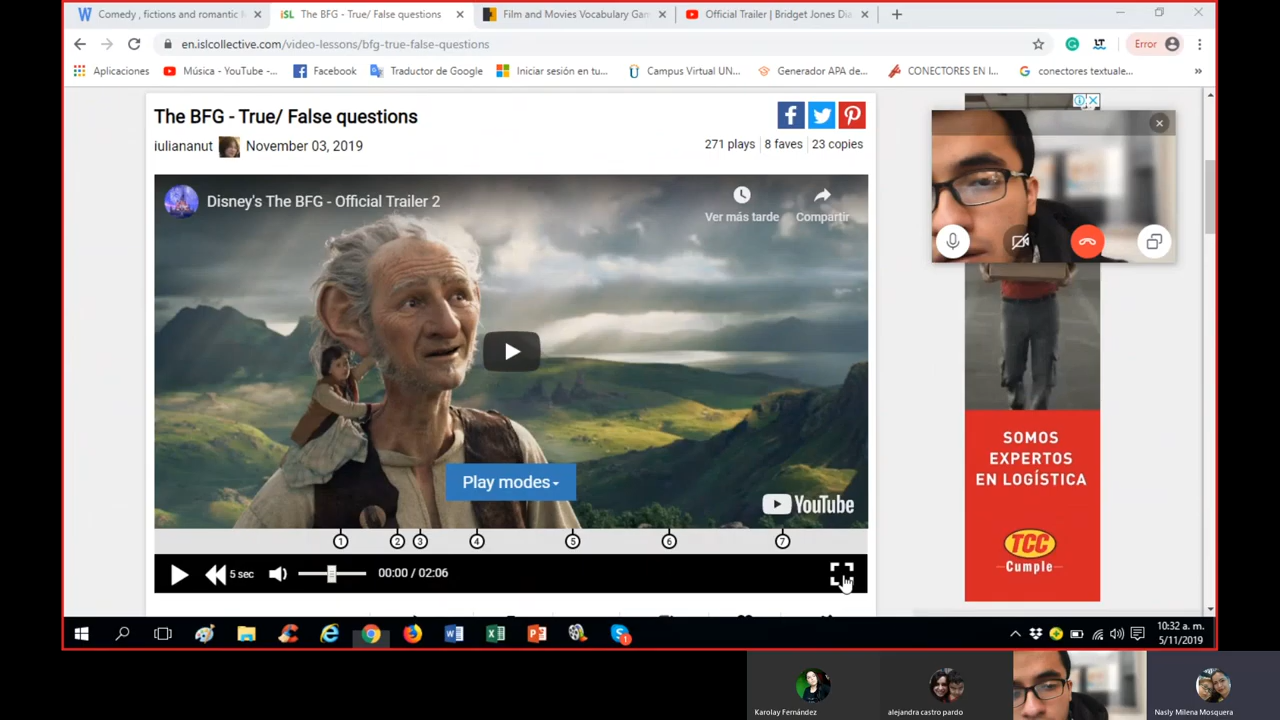 Comedy , fictions and romantic
The BFG - True/ False questions
Film and Movies Vocabulary Gam
Official Trailer | Bridget Jones Dia
en.islcollective.com/video-lessons/bfg-true-false-questions
Error
Aplicaciones
Música - YouTube -...
Facebook
Traductor de Google
Iniciar sesión en tu...
Campus Virtual UN...
Generador APA de...
CONECTORES EN I...
conectores textuale...
The BFG - True/ False questions
iuliananut
November 03, 2019
271 plays
8 faves
23 copies
Disney's The BFG - Official Trailer 2
Ver más tarde
Compartir
Play modes
YouTube
1 2 3 4 5 6 7
5 sec
00:00 / 02:06
SOMOS
EXPERTOS
EN LOGÍSTICA
TCC
Cumple
10:32 a. m.
5/11/2019
Karolay Fernández
alejandra castro pardo
Nasly Milena Mosquera